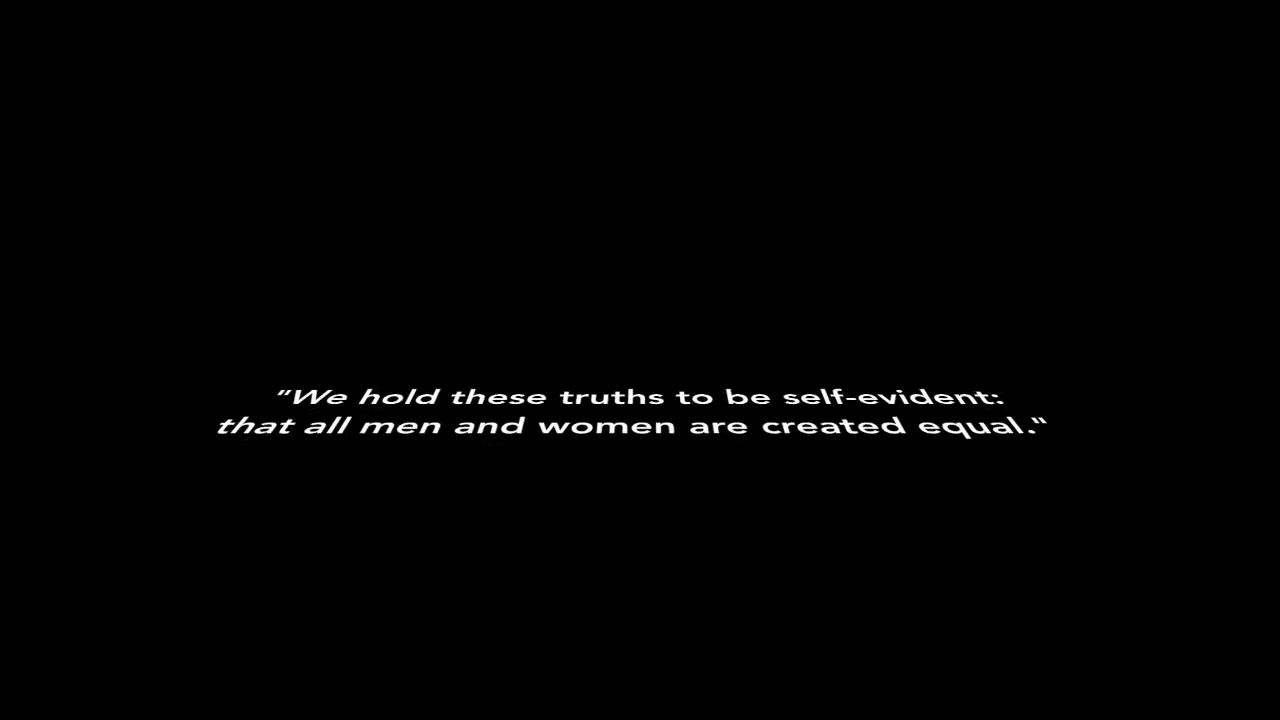 "We hold these truths to be self-evident:
that all men and women are created equal."